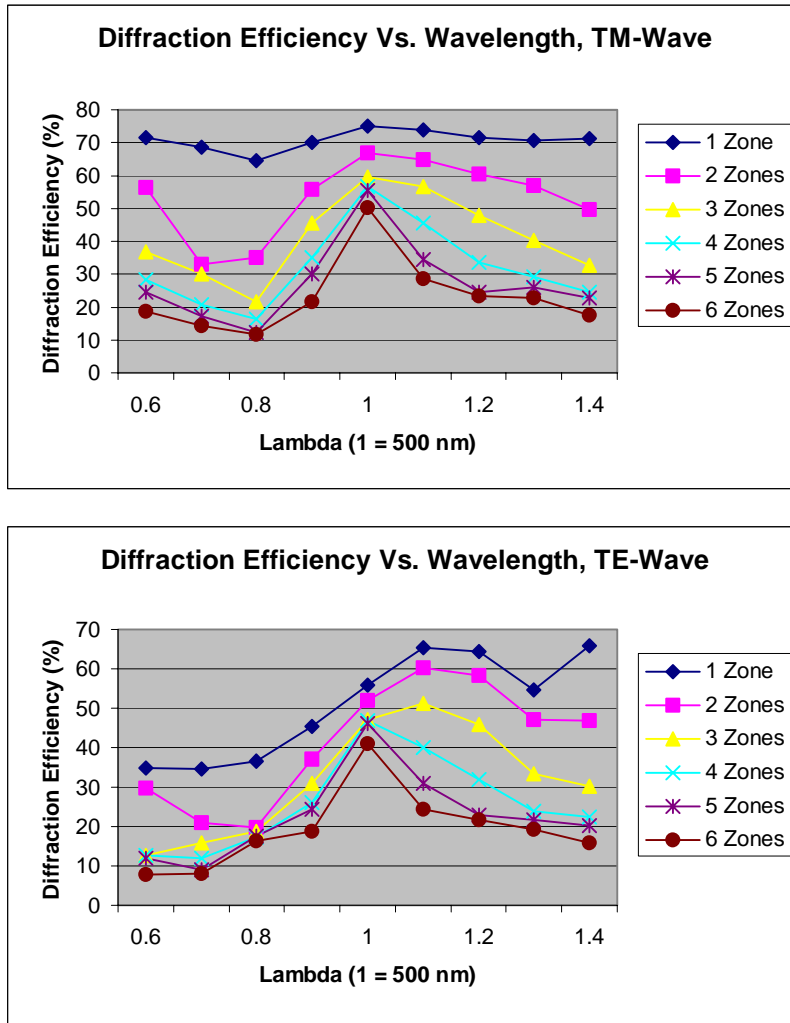 Diffraction Efficiency Vs. Wavelength, TM-Wave
Diffraction Efficiency (%)
80
70
60
50
40
30
20
10
0
0.6 0.8 1 1.2 1.4
Lambda (1 = 500 nm)
1 Zone
2 Zones
3 Zones
4 Zones
5 Zones
6 Zones
Diffraction Efficiency Vs. Wavelength, TE-Wave
Diffraction Efficiency (%)
70
60
50
40
30
20
10
0
0.6 0.8 1 1.2 1.4
Lambda (1 = 500 nm)
1 Zone
2 Zones
3 Zones
4 Zones
5 Zones
6 Zones